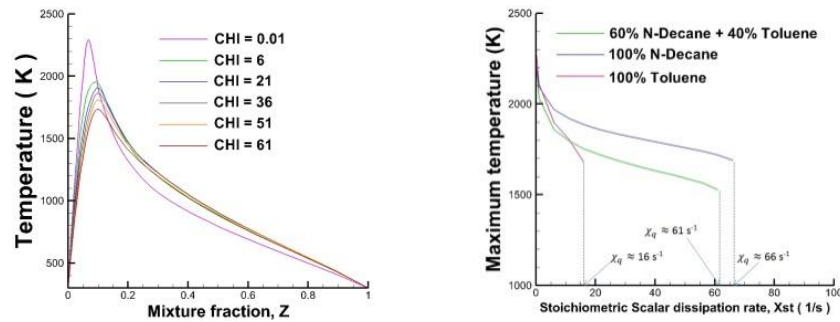 2500
2000
1500
1000
500
0
0.2
0.4
0.6
0.8
1
Temperature ( K )
Mixture fraction, Z
CHI = 0.01
CHI = 6
CHI = 21
CHI = 36
CHI = 51
CHI = 61
2500
2000
1500
1000
0
20
40
60
80
100
Maximum temperature (K)
Stoichiometric Scalar dissipation rate, Xst ( 1/s )
60% N-Decane + 40% Toluene
100% N-Decane
100% Toluene
χq ≈ 61 s-1
χq ≈ 16 s-1
χq ≈ 66 s-1